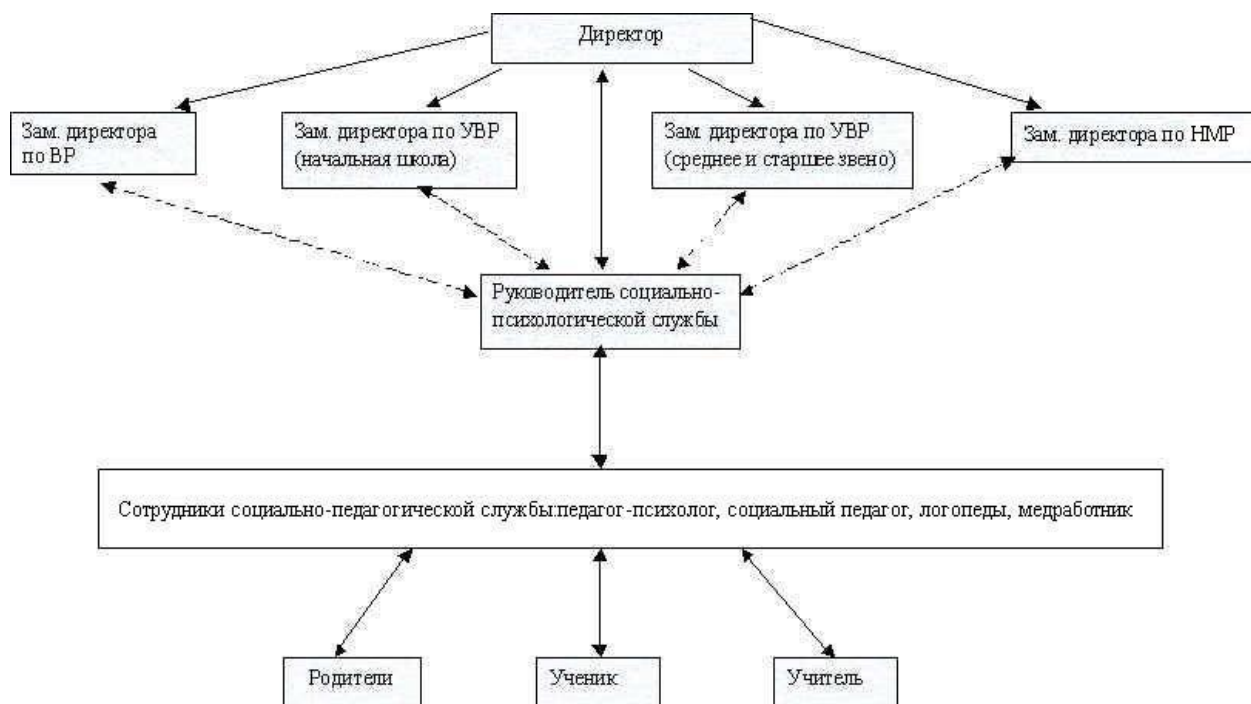 Директор
Зам. директора
по ВР
Зам. директора по УВР
(начальная школа)
Зам. директора по УВР
(среднее и старшее звено)
Зам. директора по НМР
Руководитель социально-
психологической службы
Сотрудники социально-педагогической службы:педагог-психолог, социальный педагог, логопеды, медработник
Родители
Ученик
Учитель